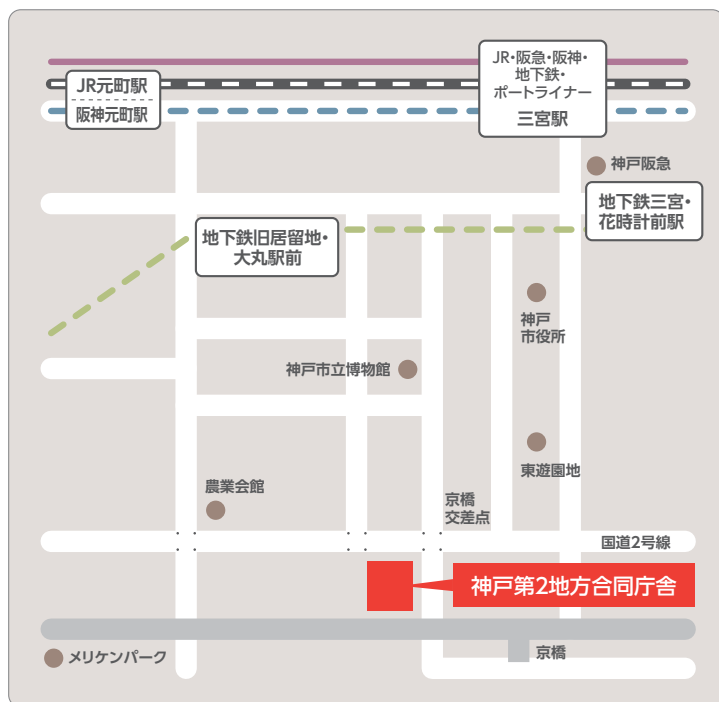 JR・阪急・阪神・
地下鉄・
ポートライナー
三宮駅
JR元町駅
阪神元町駅
神戸阪急
地下鉄三宮・
花時計前駅
地下鉄旧居留地・
大丸駅前
神戸
市役所
神戸市立博物館
東遊園地
農業会館
京橋
交差点
国道2号線
神戸第2地方合同庁舎
京橋
メリケンパーク